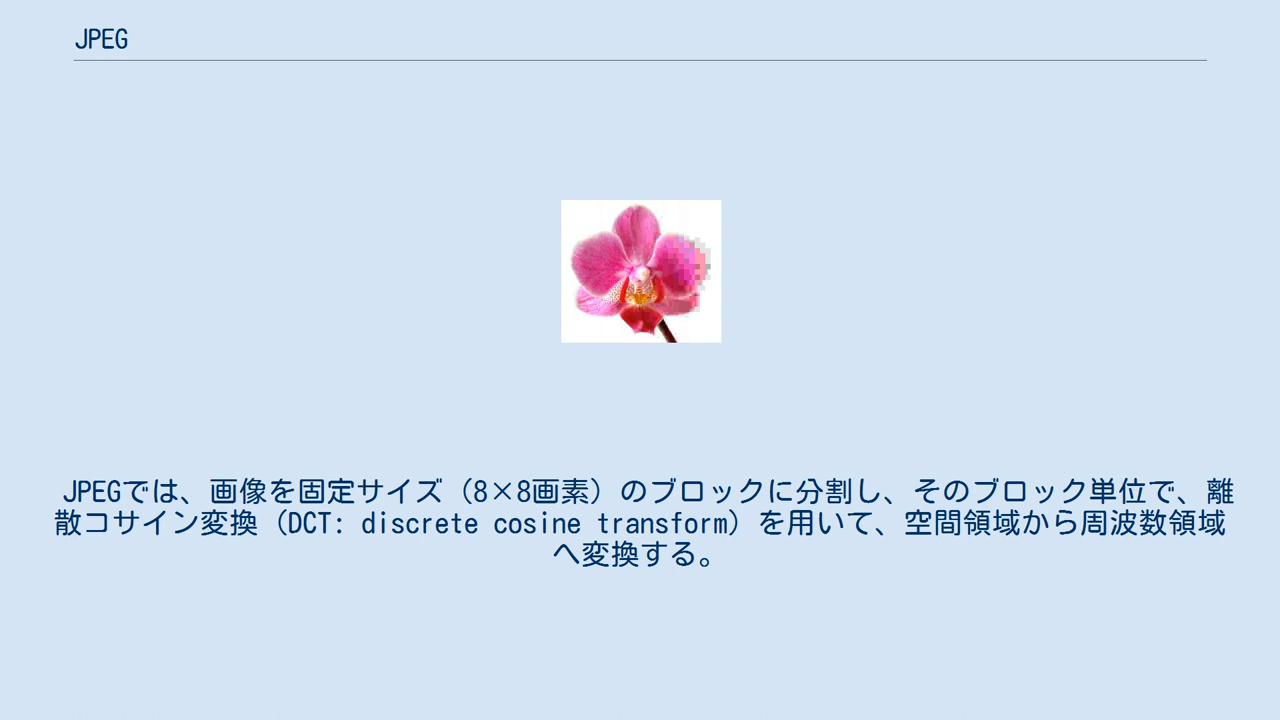 JPEG
JPEGでは、画像を固定サイズ（8×8画素）のブロックに分割し、そのブロック単位で、離
散コサイン変換（DCT: discrete cosine transform）を用いて、空間領域から周波数領域
へ変換する。